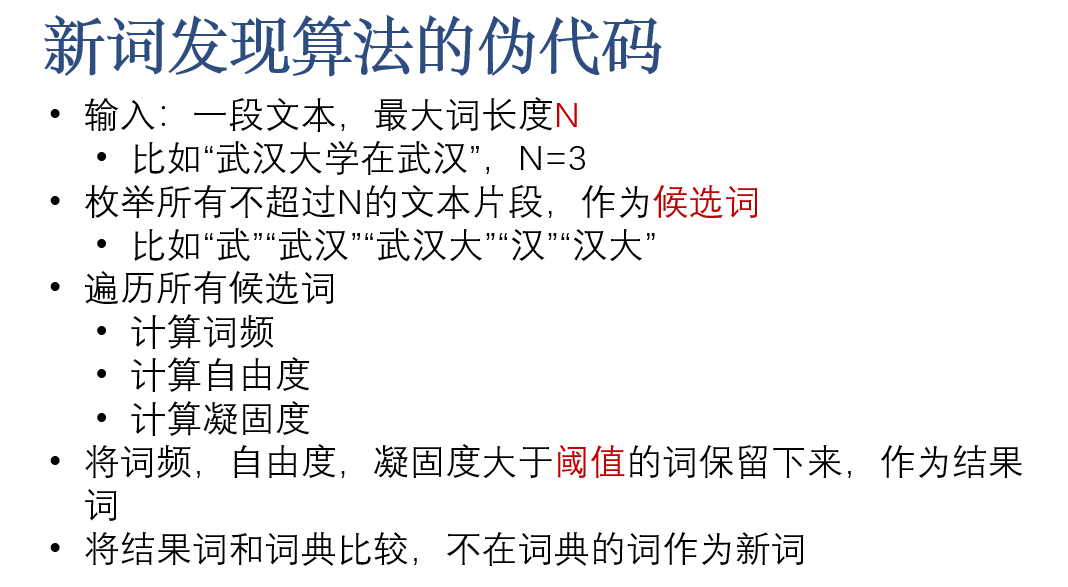 新词发现算法的伪代码
• 输入：一段文本，最大词长度N
• 比如“武汉大学在武汉”，N=3
• 枚举所有不超过N的文本片段，作为候选词
• 比如“武”“武汉”“武汉大”“汉”“汉大”
• 遍历所有候选词
• 计算词频
• 计算自由度
• 计算凝固度
• 将词频，自由度，凝固度大于阈值的词保留下来，作为结果
词
• 将结果词和词典比较，不在词典的词作为新词